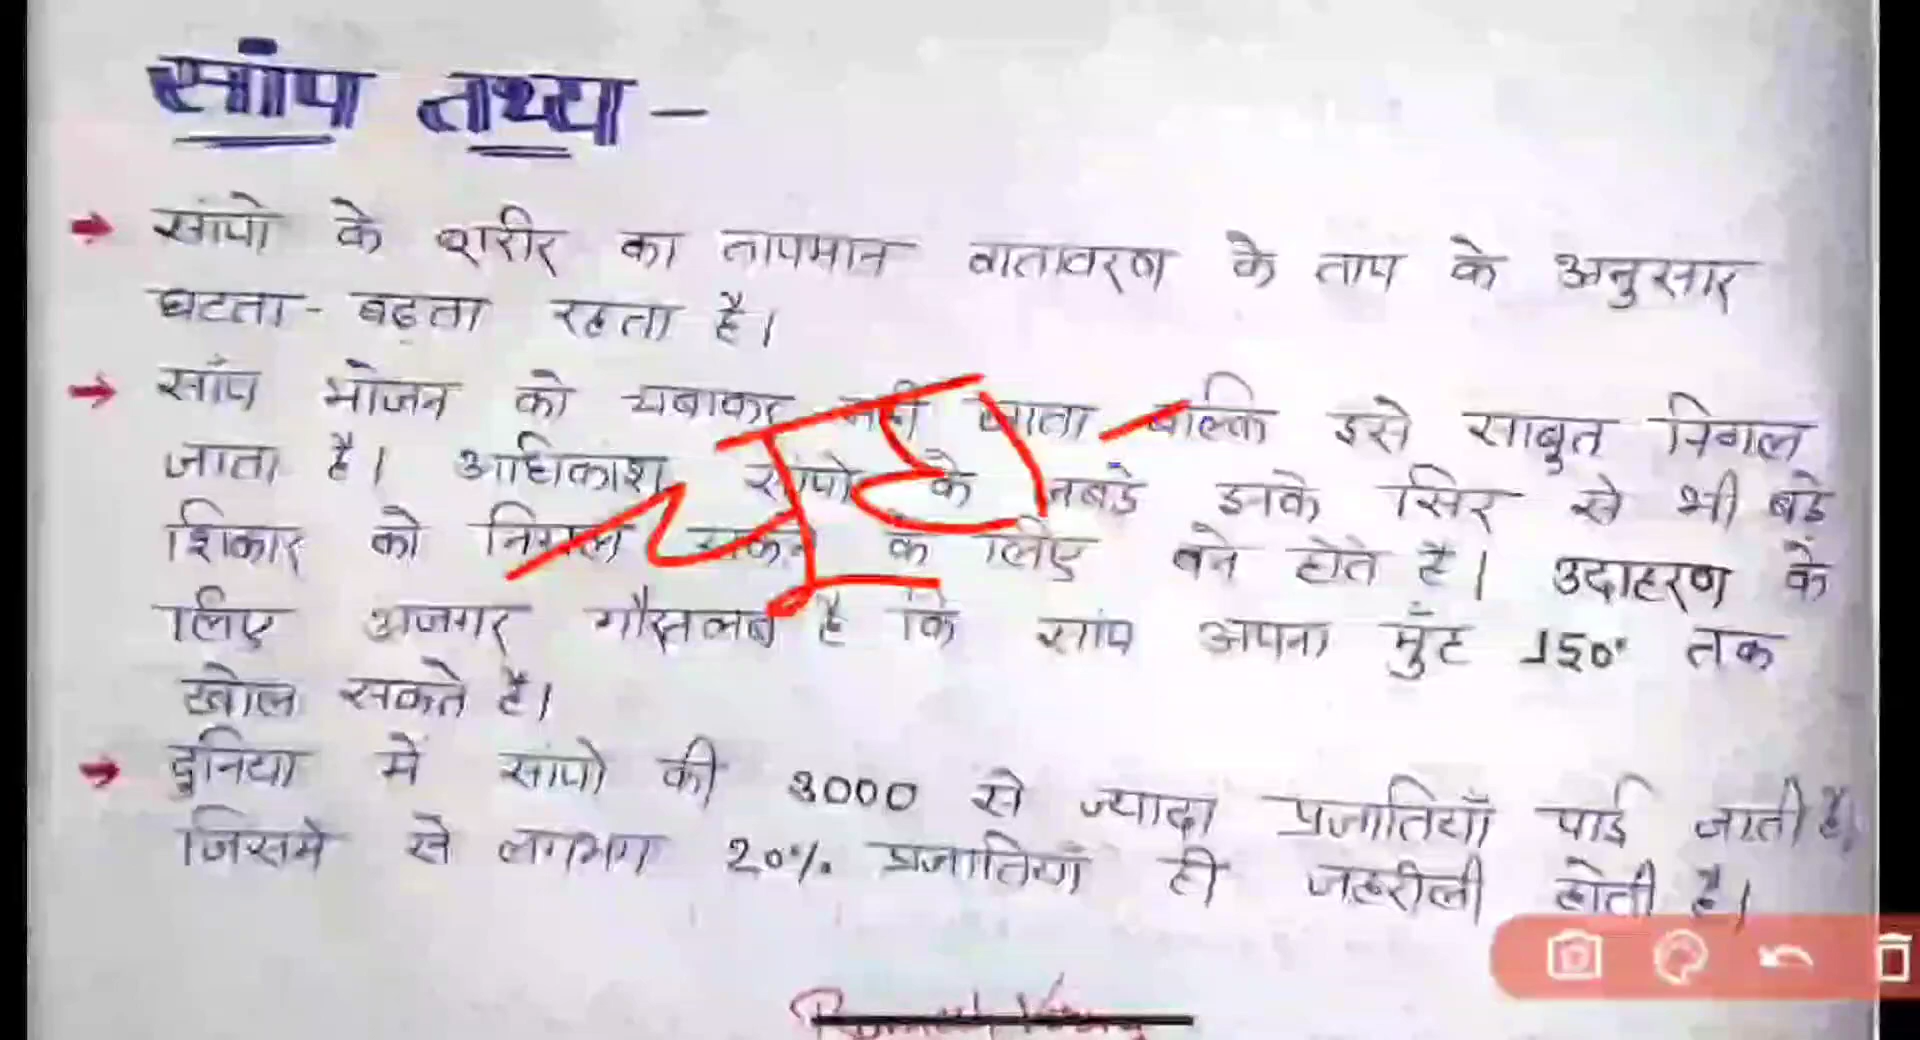 सांप तथ्य -
→ सांपो के शरीर का तापमान वातावरण के ताप के अनुसार
घटता - बढ़ता रहता है।
→ साँप भोजन को चबाकर नही खाता बल्कि इसे साबुत निगल
जाता है। अधिकाश सांपो के जबडे इनके सिर से भी बडे
शिकार को निगल सकने के लिए बने होते है। उदाहरण के
लिए अजगर है कि सांप अपना मुँह 150° तक
खोल सकते है।
→ दुनिया में सांपो की 3000 से ज्यादा प्रजातियाँ पाई जाती है,
जिसमे से लगभग 20% प्रजातियाँ ही जहरीली होती है।